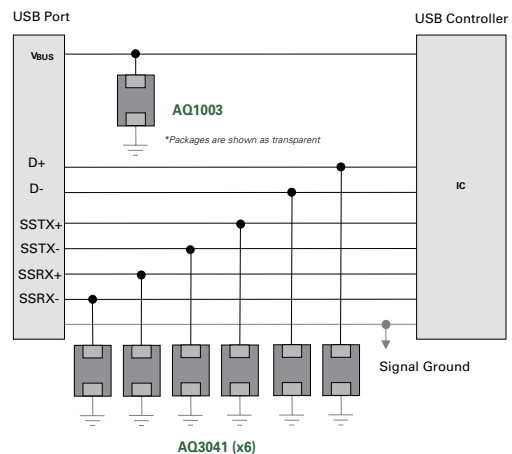 USB Port
USB Controller
VBUS
AQ1003
*Packages are shown as transparent
D+
D-
IC
SSTX+
SSTX-
SSRX+
SSRX-
Signal Ground
AQ3041 (x6)